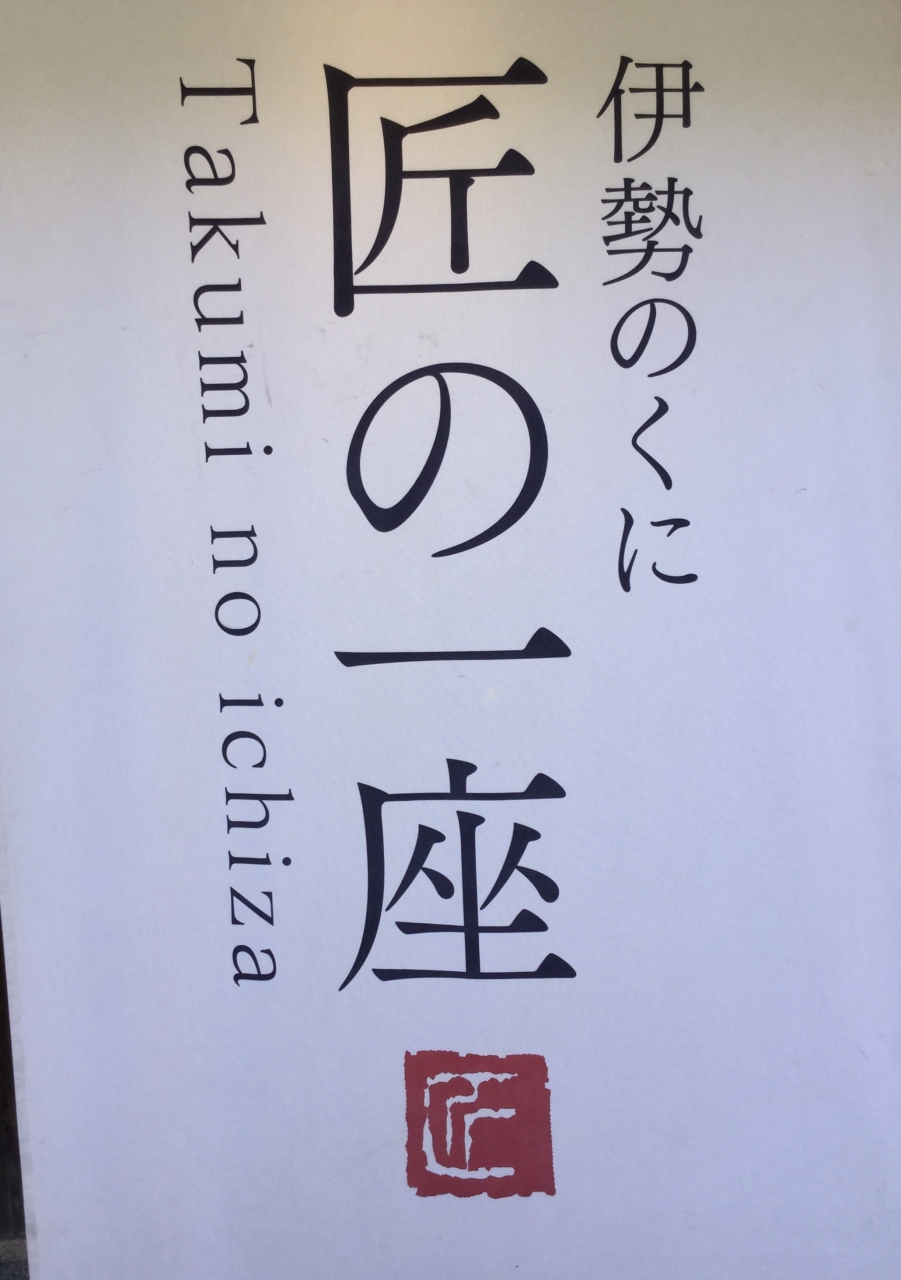 伊勢のくに
匠の一座
Takumi no ichiza
匠